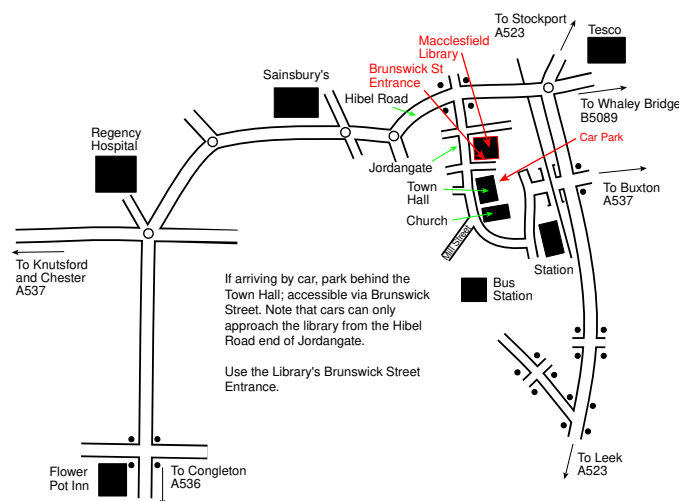 To Stockport
A523
Tesco
Macclesfield
Library
Brunswick St
Entrance
Sainsbury's
Hibel Road
To Whaley Bridge
B5089
Car Park
Regency
Hospital
Jordangate
Town
Hall
To Buxton
A537
Church
Mill Street
Station
To Knutsford
and Chester
A537
Bus
Station
If arriving by car, park behind the
Town Hall; accessible via Brunswick
Street. Note that cars can only
approach the library from the Hibel
Road end of Jordangate.
Use the Library's Brunswick Street
Entrance.
To Leek
A523
Flower
Pot Inn
To Congleton
A536